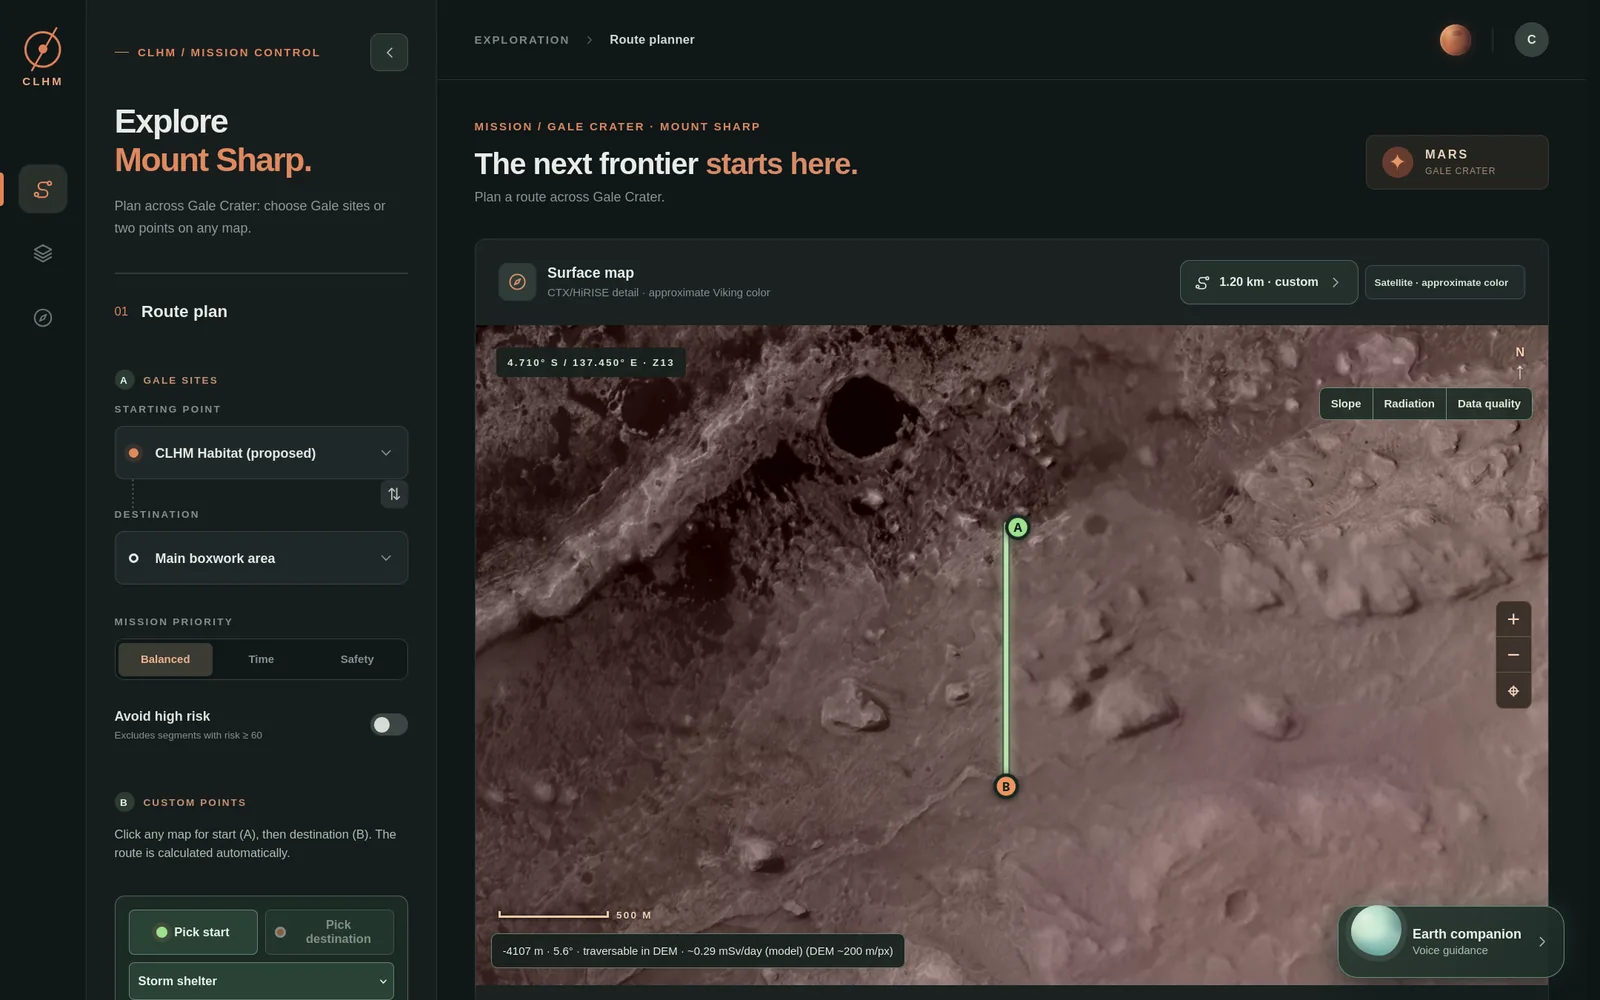 CLHM
— CLHM / MISSION CONTROL
Explore
Mount Sharp.
Plan across Gale Crater: choose Gale sites or
two points on any map.
01 Route plan
A GALE SITES
STARTING POINT
CLHM Habitat (proposed)
DESTINATION
Main boxwork area
MISSION PRIORITY
Balanced Time Safety
Avoid high risk
Excludes segments with risk ≥ 60
B CUSTOM POINTS
Click any map for start (A), then destination (B). The
route is calculated automatically.
Pick start
Pick
destination
Storm shelter
EXPLORATION > Route planner
C
MISSION / GALE CRATER · MOUNT SHARP
The next frontier starts here.
Plan a route across Gale Crater.
MARS
GALE CRATER
Surface map
CTX/HiRISE detail · approximate Viking color
1.20 km · custom
Satellite · approximate color
4.710° S / 137.450° E · Z13
N
↑
Slope Radiation Data quality
A
B
+
−
500 M
-4107 m · 5.6° · traversable in DEM · ~0.29 mSv/day (model) (DEM ~200 m/px)
Earth companion
Voice guidance